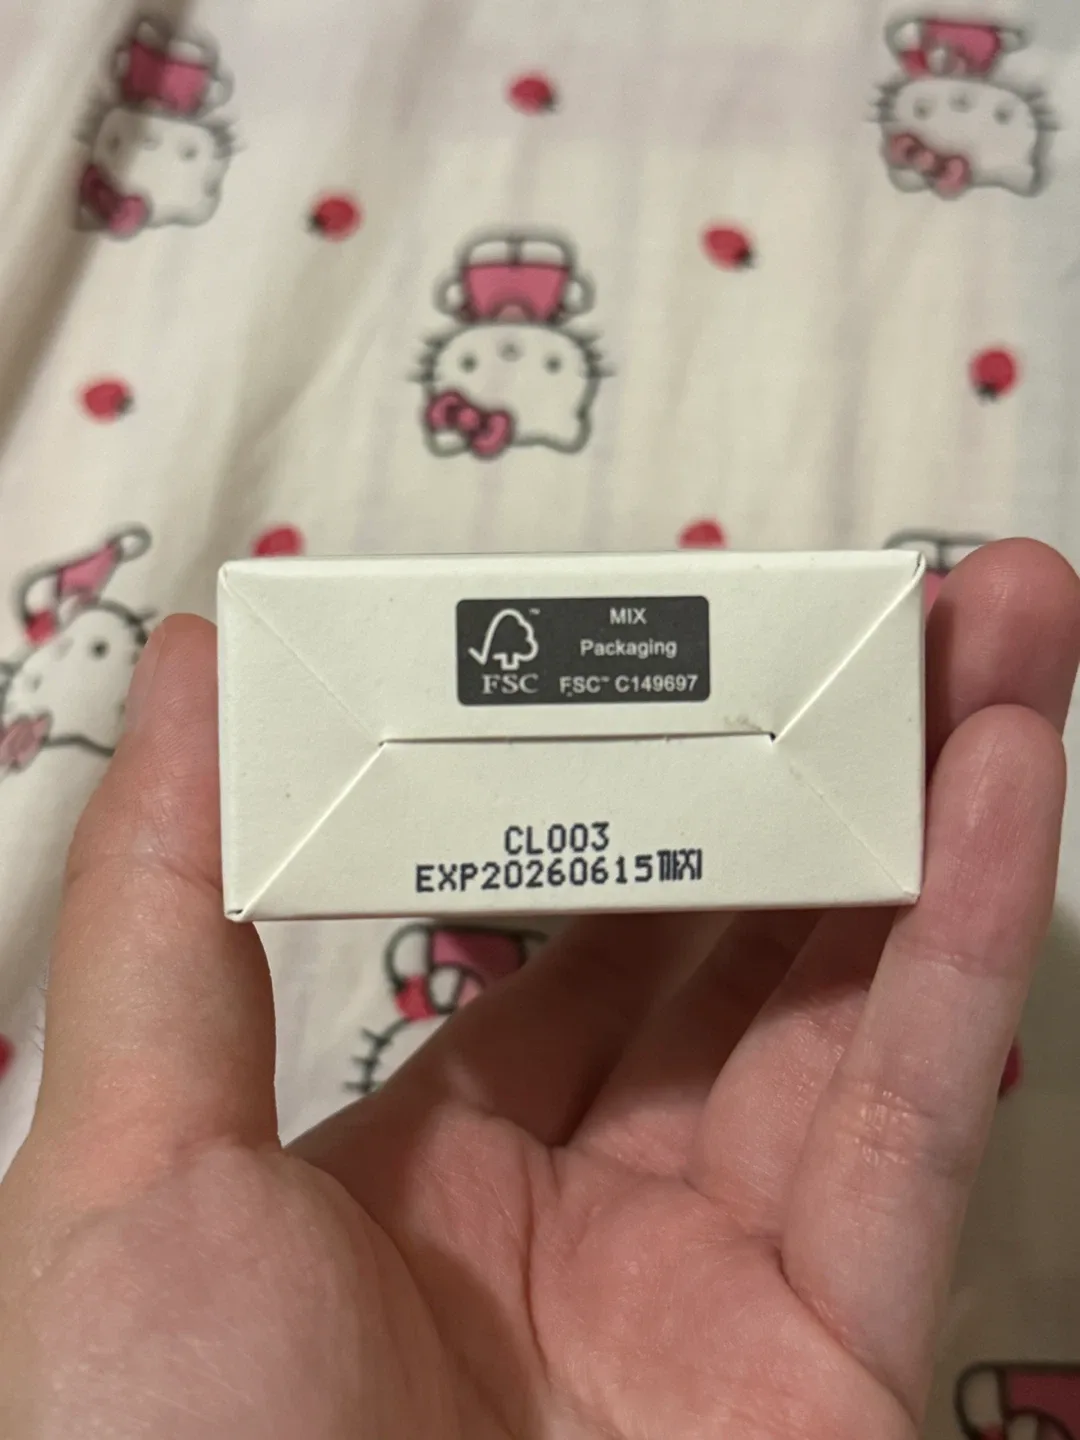 MIX
Packaging
FSC™ C149697
FSC
CL003
EXP20260615까지